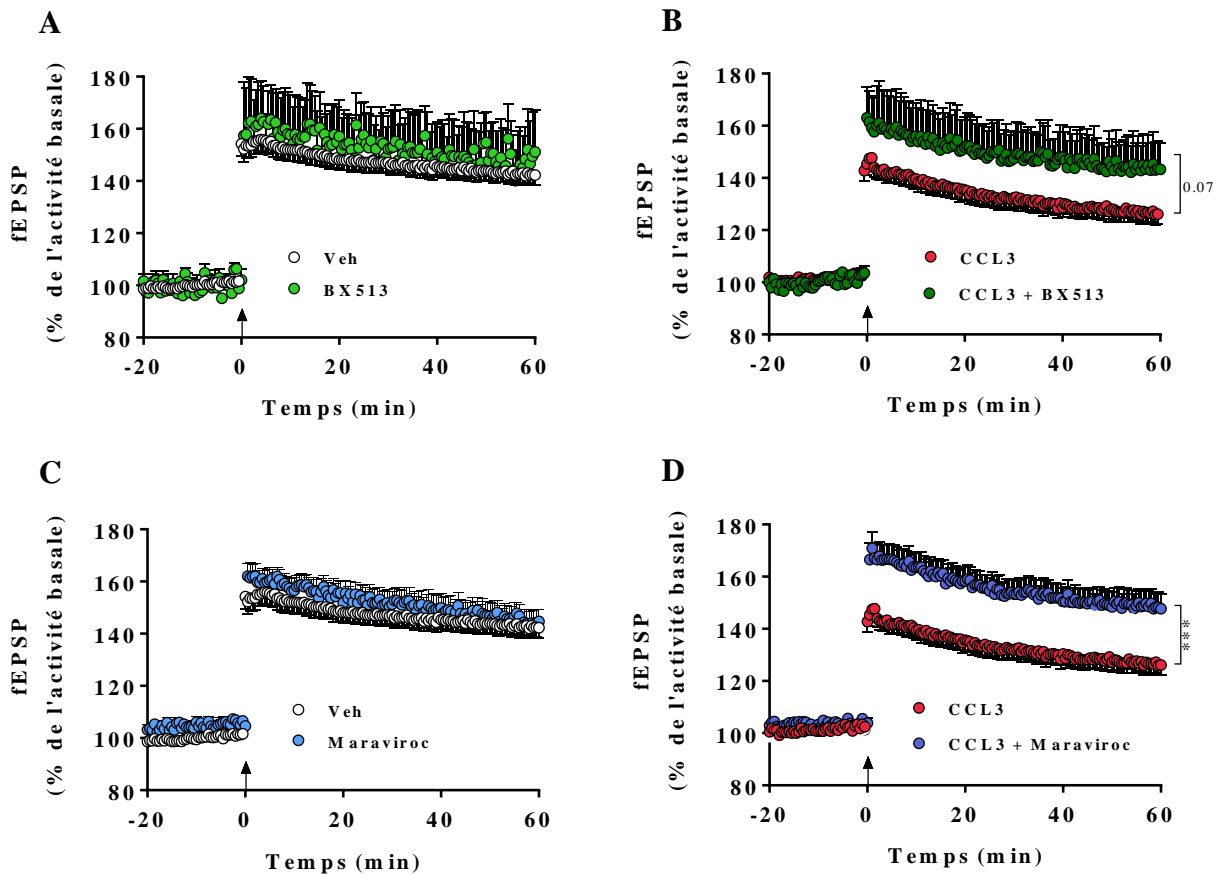 A
fEPSP
(% de l'activité basale)
180
160
140
120
100
80
Veh
BX513
-20
0
20
40
60
Temps (min)
B
fEPSP
(% de l'activité basale)
180
160
140
120
100
80
0.07
CCL3
CCL3 + BX513
-20
0
20
40
60
Temps (min)
C
fEPSP
(% de l'activité basale)
180
160
140
120
100
80
Veh
Maraviroc
-20
0
20
40
60
Temps (min)
D
fEPSP
(% de l'activité basale)
180
160
140
120
100
80
***
CCL3
CCL3 + Maraviroc
-20
0
20
40
60
Temps (min)